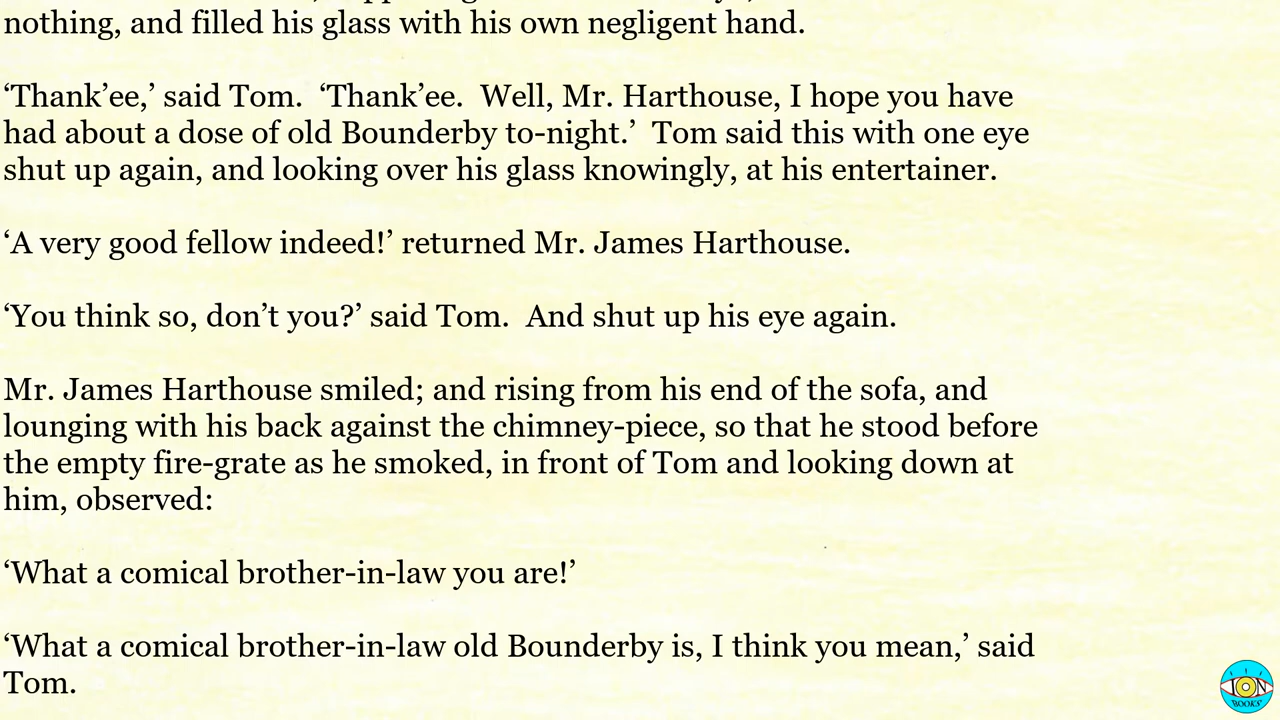 nothing, and filled his glass with his own negligent hand.
‘Thank’ee,’ said Tom.  ‘Thank’ee.  Well, Mr. Harthouse, I hope you have
had about a dose of old Bounderby to-night.’  Tom said this with one eye
shut up again, and looking over his glass knowingly, at his entertainer.
‘A very good fellow indeed!’ returned Mr. James Harthouse.
‘You think so, don’t you?’ said Tom.  And shut up his eye again.
Mr. James Harthouse smiled; and rising from his end of the sofa, and
lounging with his back against the chimney-piece, so that he stood before
the empty fire-grate as he smoked, in front of Tom and looking down at
him, observed:
‘What a comical brother-in-law you are!’
‘What a comical brother-in-law old Bounderby is, I think you mean,’ said
Tom.
ION
BOOKS